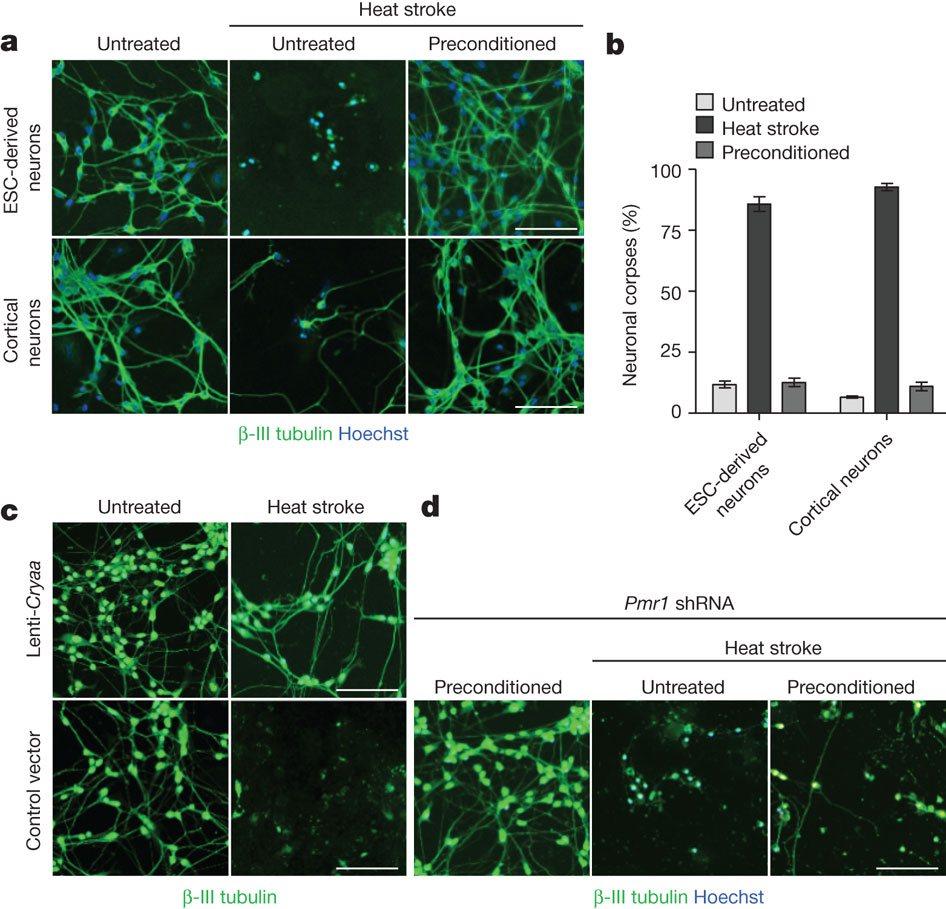 a
Heat stroke
Untreated
Untreated
Preconditioned
ESC-derived
neurons
Cortical
neurons
β-III tubulin Hoechst
b
Untreated
Heat stroke
Preconditioned
Neuronal corpses (%)
100
75
50
25
0
ESC-derived
neurons
Cortical neurons
c
Untreated
Heat stroke
Lenti-Cryaa
Control vector
β-III tubulin
d
Pmr1 shRNA
Heat stroke
Preconditioned
Untreated
Preconditioned
β-III tubulin Hoechst